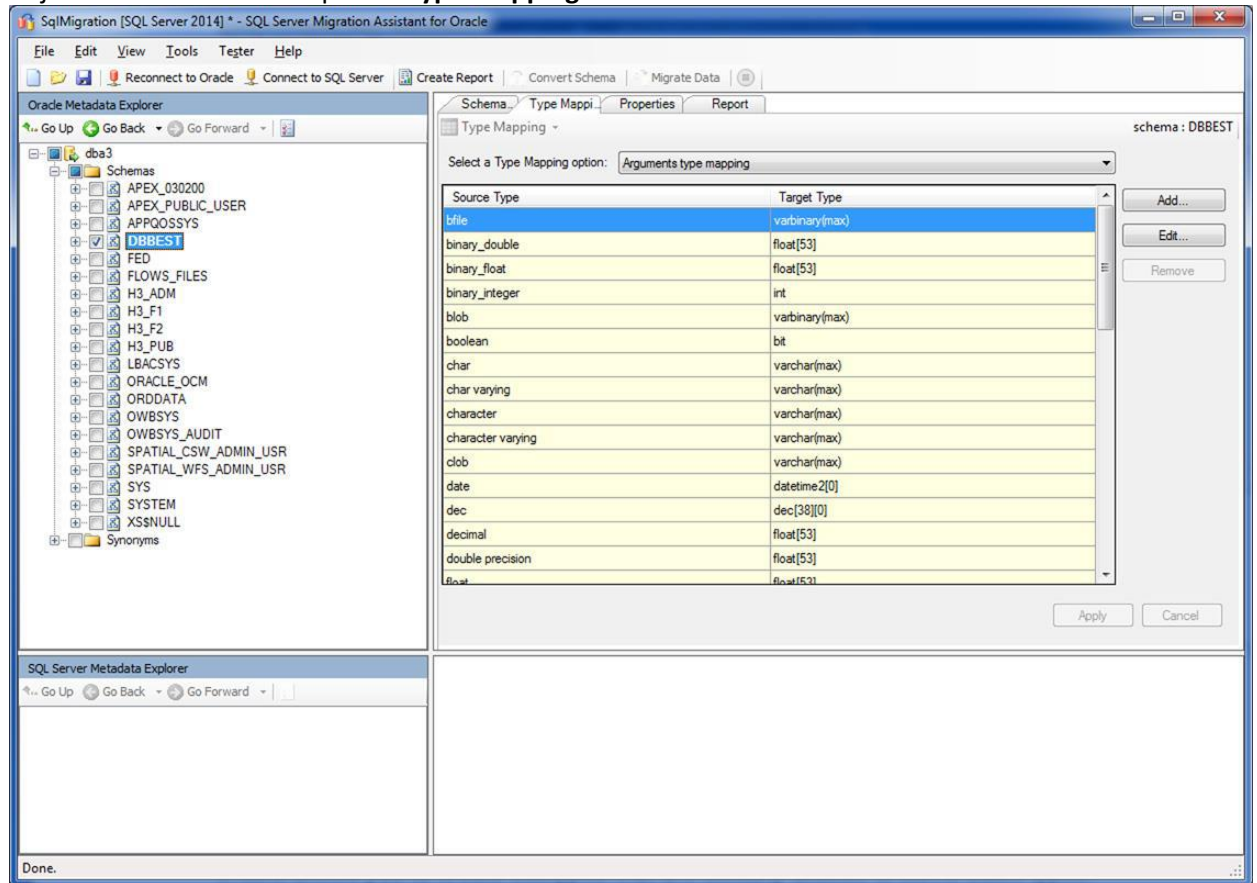 SqlMigration [SQL Server 2014] * - SQL Server Migration Assistant for Oracle
File Edit View Tools Tester Help
Reconnect to Oracle Connect to SQL Server Create Report Convert Schema Migrate Data
Oracle Metadata Explorer
Go Up Go Back Go Forward
dba3
Schemas
APEX_030200
APEX_PUBLIC_USER
APPQOSSYS
DBBEST
FED
FLOWS_FILES
H3_ADM
H3_F1
H3_F2
H3_PUB
LBACSYS
ORACLE_OCM
ORDDATA
OWBSYS
OWBSYS_AUDIT
SPATIAL_CSW_ADMIN_USR
SPATIAL_WFS_ADMIN_USR
SYS
SYSTEM
XS$NULL
Synonyms
Schema.. Type Mappi.. Properties Report
Type Mapping schema : DBBEST
Select a Type Mapping option: Arguments type mapping
Source Type Target Type
bfile varbinary(max)
binary_double float[53]
binary_float float[53]
binary_integer int
blob varbinary(max)
boolean bit
char varchar(max)
char varying varchar(max)
character varchar(max)
character varying varchar(max)
clob varchar(max)
date datetime2[0]
dec dec[38][0]
decimal float[53]
double precision float[53]
float float[53]
Add...
Edit...
Remove
Apply Cancel
SQL Server Metadata Explorer
Go Up Go Back Go Forward
Done.